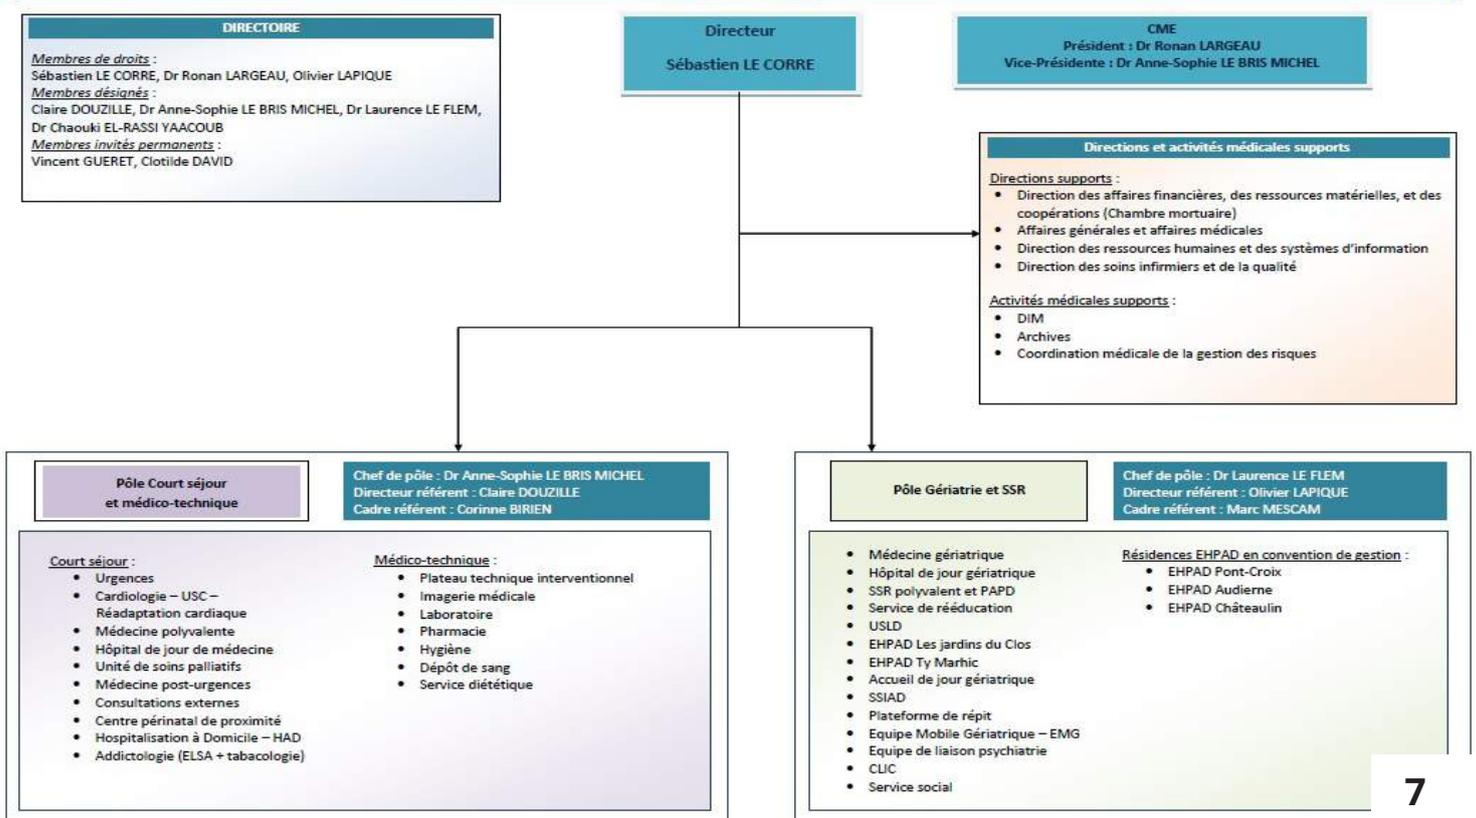 DIRECTOIRE
Membres de droits :
Sébastien LE CORRE, Dr Ronan LARGEAU, Olivier LAPIQUE
Membres désignés :
Claire DOUZILLE, Dr Anne-Sophie LE BRIS MICHEL, Dr Laurence LE FLEM,
Dr Chaouki EL-RASSI YAACOUB
Membres invités permanents :
Vincent GUERET, Clotilde DAVID
Directeur
Sébastien LE CORRE
CME
Président : Dr Ronan LARGEAU
Vice-Présidente : Dr Anne-Sophie LE BRIS MICHEL
Directions et activités médicales supports
Directions supports :
• Direction des affaires financières, des ressources matérielles, et des
coopérations (Chambre mortuaire)
• Affaires générales et affaires médicales
• Direction des ressources humaines et des systèmes d'information
• Direction des soins infirmiers et de la qualité
Activités médicales supports :
• DIM
• Archives
• Coordination médicale de la gestion des risques
Pôle Court séjour
et médico-technique
Chef de pôle : Dr Anne-Sophie LE BRIS MICHEL
Directeur référent : Claire DOUZILLE
Cadre référent : Corinne BIRIEN
Court séjour :
• Urgences
• Cardiologie – USC –
Réadaptation cardiaque
• Médecine polyvalente
• Hôpital de jour de médecine
• Unité de soins palliatifs
• Médecine post-urgences
• Consultations externes
• Centre périnatal de proximité
• Hospitalisation à Domicile – HAD
• Addictologie (ELSA + tabacologie)
Médico-technique :
• Plateau technique interventionnel
• Imagerie médicale
• Laboratoire
• Pharmacie
• Hygiène
• Dépôt de sang
• Service diététique
Pôle Gériatrie et SSR
Chef de pôle : Dr Laurence LE FLEM
Directeur référent : Olivier LAPIQUE
Cadre référent : Marc MESCAM
• Médecine gériatrique
• Hôpital de jour gériatrique
• SSR polyvalent et PAPD
• Service de rééducation
• USLD
• EHPAD Les jardins du Clos
• EHPAD Ty Marhic
• Accueil de jour gériatrique
• SSIAD
• Plateforme de répit
• Equipe Mobile Gériatrique – EMG
• Equipe de liaison psychiatrie
• CLIC
• Service social
Résidences EHPAD en convention de gestion :
• EHPAD Pont-Croix
• EHPAD Audierne
• EHPAD Châteaulin
7